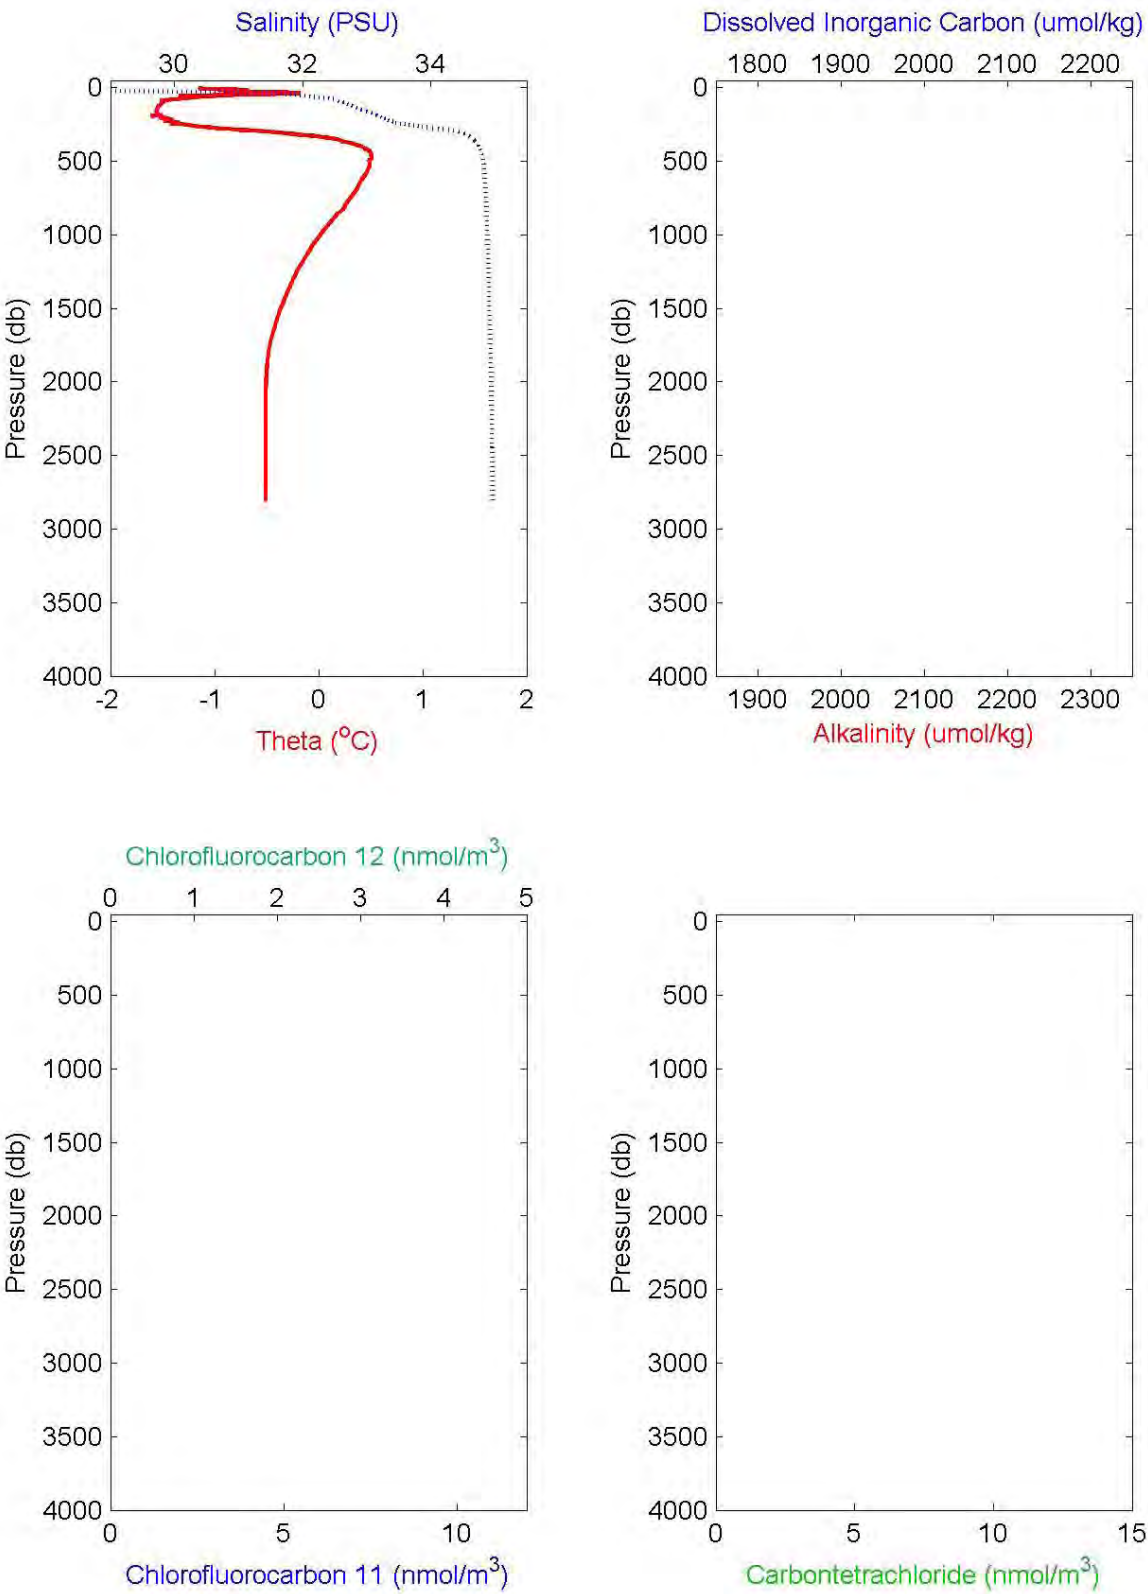 Salinity (PSU)
30 32 34
0
500
1000
1500
2000
2500
3000
3500
4000
Pressure (db)
-2 -1 0 1 2
Theta (°C)
Dissolved Inorganic Carbon (umol/kg)
1800 1900 2000 2100 2200
0
500
1000
1500
2000
2500
3000
3500
4000
Pressure (db)
1900 2000 2100 2200 2300
Alkalinity (umol/kg)
Chlorofluorocarbon 12 (nmol/m³)
0 1 2 3 4 5
0
500
1000
1500
2000
2500
3000
3500
4000
Pressure (db)
0 5 10
Chlorofluorocarbon 11 (nmol/m³)
0
500
1000
1500
2000
2500
3000
3500
4000
Pressure (db)
0 5 10 15
Carbontetrachloride (nmol/m³)